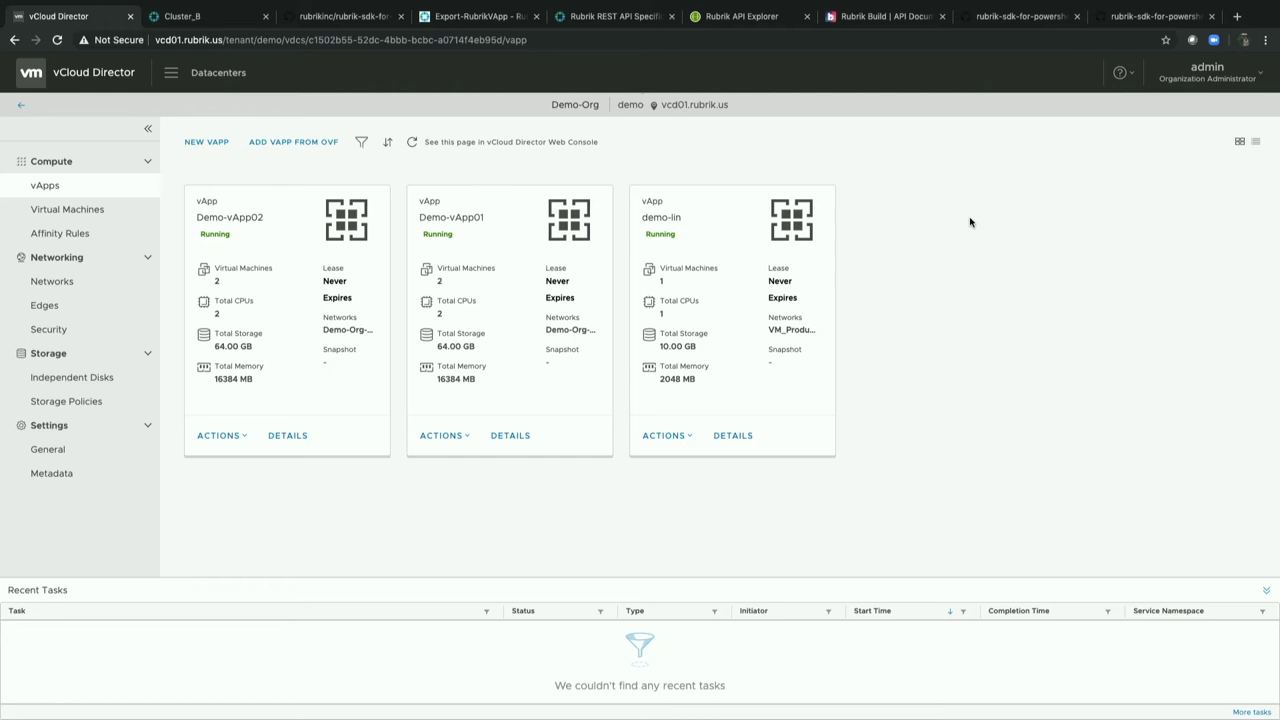 vCloud Director
Cluster_B
rubrikinc/rubrik-sdk-for-
Export-RubrikVApp - Ru
Rubrik REST API Specifi
Rubrik API Explorer
Rubrik Build | API Docum
rubrik-sdk-for-powersh
rubrik-sdk-for-powersh
Not Secure
vcd01.rubrik.us/tenant/demo/vdcs/c1502b55-52dc-4bbb-bcbc-a0714f4eb95d/vapp
vm
vCloud Director
Datacenters
admin
Organization Administrator
Demo-Org
demo
vcd01.rubrik.us
Compute
vApps
Virtual Machines
Affinity Rules
Networking
Networks
Edges
Security
Storage
Independent Disks
Storage Policies
Settings
General
Metadata
NEW VAPP
ADD VAPP FROM OVF
See this page in vCloud Director Web Console
vApp
Demo-vApp02
Running
Virtual Machines
2
Total CPUs
2
Total Storage
64.00 GB
Total Memory
16384 MB
Lease
Never
Expires
Networks
Demo-Org-...
Snapshot
-
ACTIONS
DETAILS
vApp
Demo-vApp01
Running
Virtual Machines
2
Total CPUs
2
Total Storage
64.00 GB
Total Memory
16384 MB
Lease
Never
Expires
Networks
Demo-Org-...
Snapshot
-
ACTIONS
DETAILS
vApp
demo-lin
Running
Virtual Machines
1
Total CPUs
1
Total Storage
10.00 GB
Total Memory
2048 MB
Lease
Never
Expires
Networks
VM_Produ...
Snapshot
-
ACTIONS
DETAILS
Recent Tasks
Task
Status
Type
Initiator
Start Time
Completion Time
Service Namespace
We couldn't find any recent tasks
More tasks